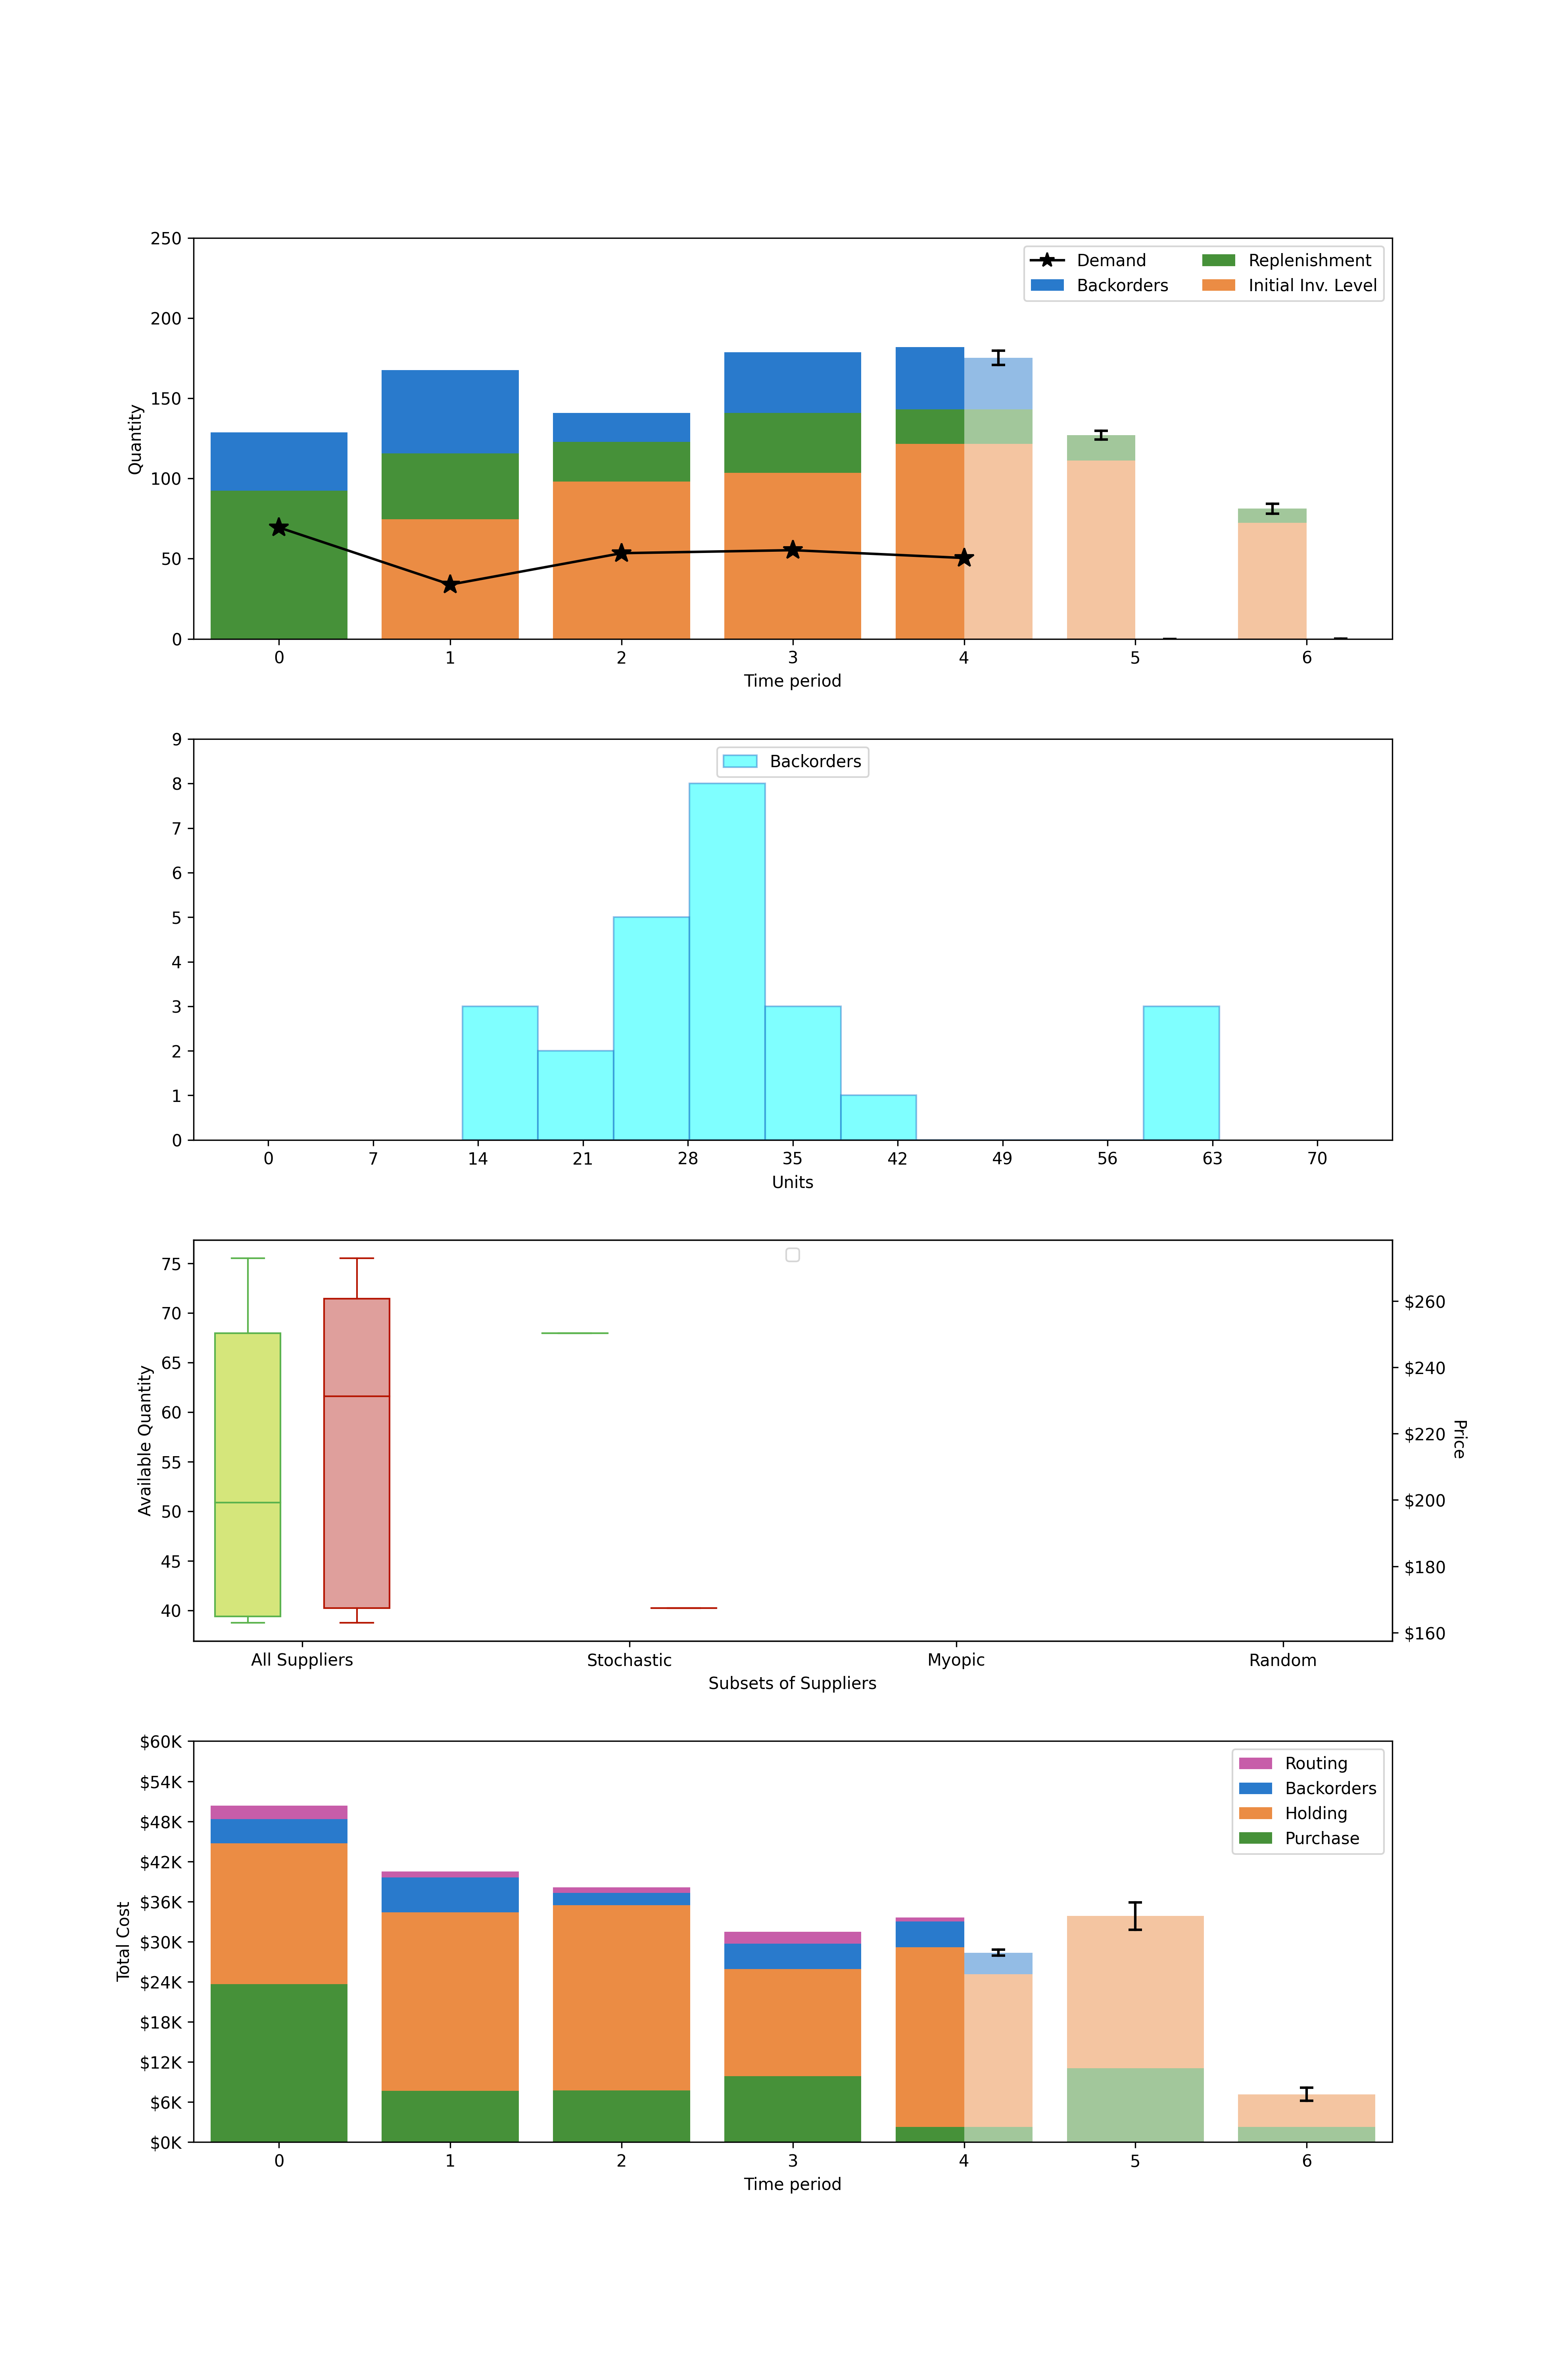 250
200
150
100
50
0
Quantity
Demand
Backorders
Replenishment
Initial Inv. Level
0 1 2 3 4 5 6
Time period
9
8
7
6
5
4
3
2
1
0
Backorders
0 7 14 21 28 35 42 49 56 63 70
Units
75
70
65
60
55
50
45
40
Available Quantity
$260
$240
$220
$200
$180
$160
Price
All Suppliers Stochastic Myopic Random
Subsets of Suppliers
$60K
$54K
$48K
$42K
$36K
$30K
$24K
$18K
$12K
$6K
$0K
Total Cost
Routing
Backorders
Holding
Purchase
0 1 2 3 4 5 6
Time period